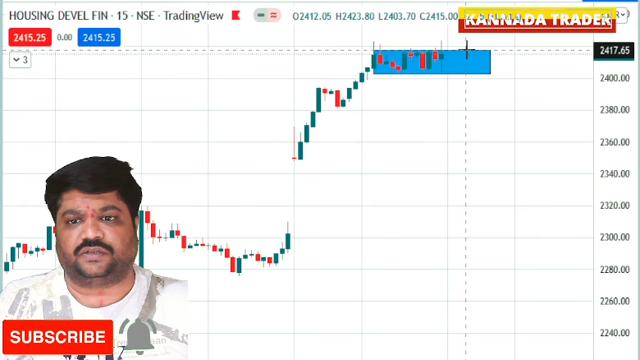 HOUSING DEVEL FIN · 15 · NSE · TradingView
O2412.05 H2423.80 L2403.70 C2415.00
KANNADA TRADER
2415.25 0.00 2415.25
3
2417.65
2400.00
2360.00
2340.00
2320.00
2300.00
2280.00
2260.00
2240.00
SUBSCRIBE